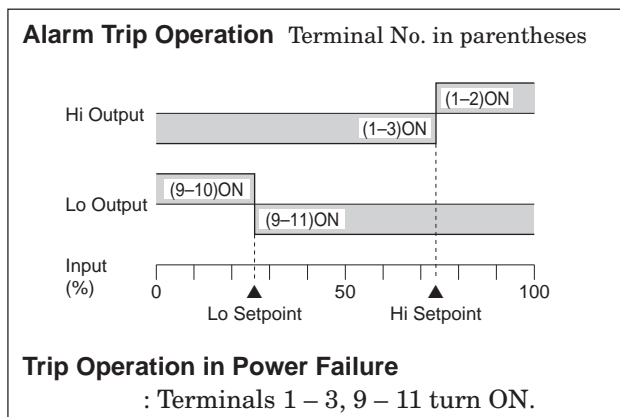 Alarm Trip Operation Terminal No. in parentheses
(1–2)ON
Hi Output
(1–3)ON
(9–10)ON
Lo Output
(9–11)ON
Input
(%)
0 50 100
Lo Setpoint Hi Setpoint
Trip Operation in Power Failure
: Terminals 1 – 3, 9 – 11 turn ON.